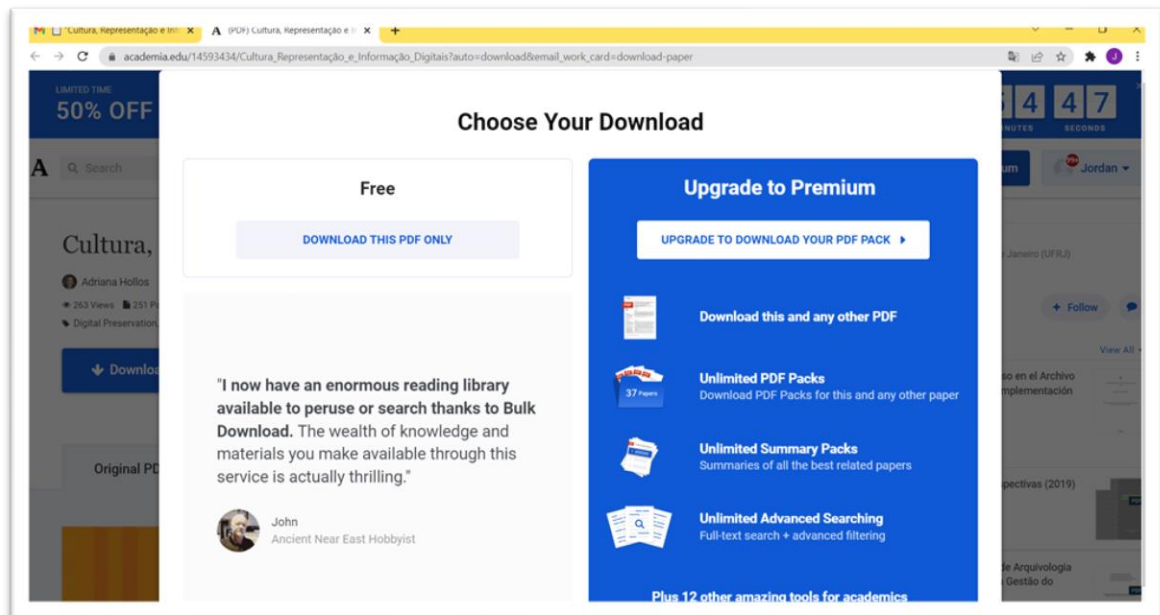 "Cultura, Representação e Inf
(PDF) Cultura, Representação e I
academia.edu/14593434/Cultura_Representação_e_Informação_Digitais?auto=download&email_work_card=download-paper
LIMITED TIME
50% OFF
4 4 7
MINUTES SECONDS
Choose Your Download
A
Search
um
Jordan
Free
Upgrade to Premium
DOWNLOAD THIS PDF ONLY
UPGRADE TO DOWNLOAD YOUR PDF PACK
Cultura,
Janeiro (UFRJ)
Adriana Hollos
263 Views 251 Pa
Digital Preservation,
+ Follow
Download this and any other PDF
View All
Downloa
Unlimited PDF Packs
Download PDF Packs for this and any other paper
37 Papers
so en el Archivo
mplementación
"I now have an enormous reading library
available to peruse or search thanks to Bulk
Download. The wealth of knowledge and
materials you make available through this
service is actually thrilling."
Unlimited Summary Packs
Summaries of all the best related papers
Original PD
spectivas (2019)
Unlimited Advanced Searching
Full-text search + advanced filtering
John
Ancient Near East Hobbyist
de Arquivologia
Gestão do
Plus 12 other amazing tools for academics